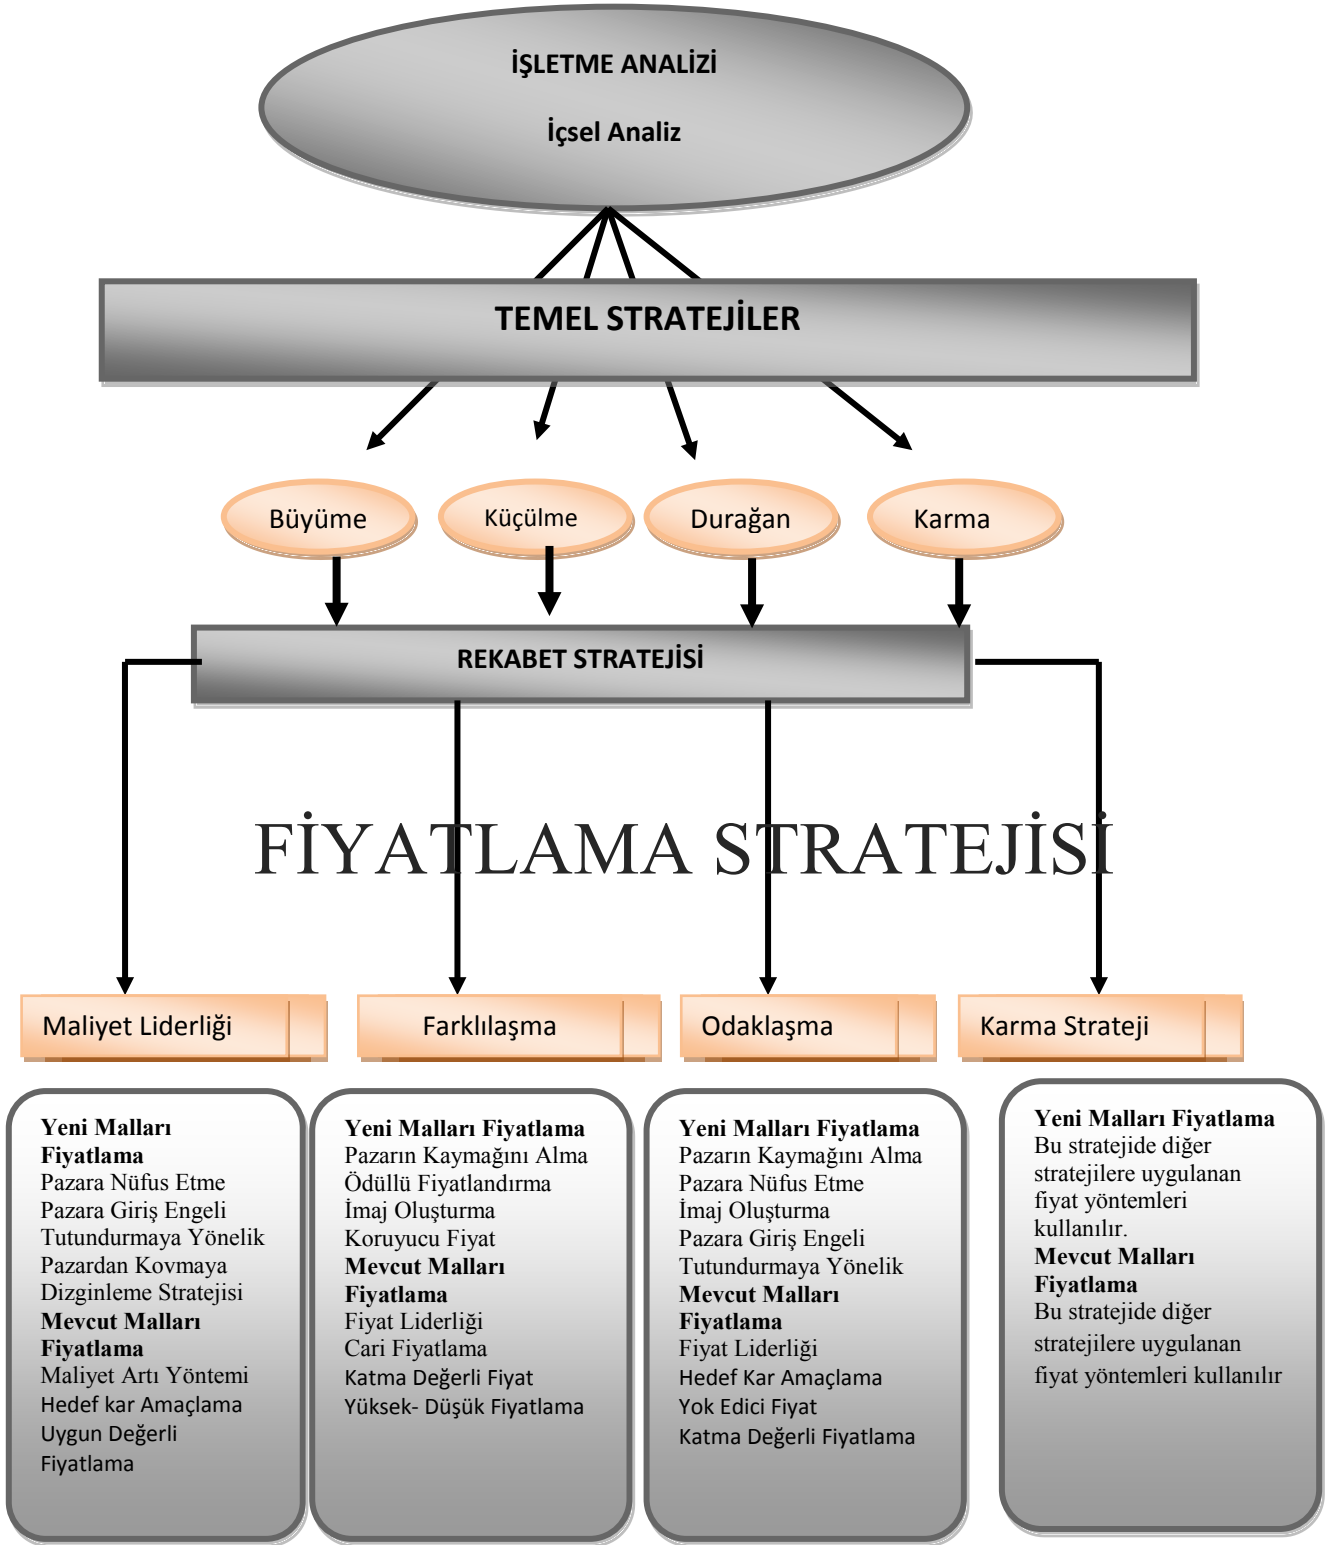 İŞLETME ANALİZİ
İçsel Analiz
TEMEL STRATEJİLER
Büyüme
Küçülme
Durağan
Karma
REKABET STRATEJİSİ
FİYATLAMA STRATEJİSİ
Maliyet Liderliği
Farklılaşma
Odaklaşma
Karma Strateji
Yeni Malları
Fiyatlama
Pazara Nüfus Etme
Pazara Giriş Engeli
Tutundurmaya Yönelik
Pazardan Kovmaya
Dizginleme Stratejisi
Mevcut Malları
Fiyatlama
Maliyet Artı Yöntemi
Hedef kar Amaçlama
Uygun Değerli
Fiyatlama
Yeni Malları Fiyatlama
Pazarın Kaymağını Alma
Ödüllü Fiyatlandırma
İmaj Oluşturma
Koruyucu Fiyat
Mevcut Malları
Fiyatlama
Fiyat Liderliği
Cari Fiyatlama
Katma Değerli Fiyat
Yüksek- Düşük Fiyatlama
Yeni Malları Fiyatlama
Pazarın Kaymağını Alma
Pazara Nüfus Etme
İmaj Oluşturma
Pazara Giriş Engeli
Tutundurmaya Yönelik
Mevcut Malları
Fiyatlama
Fiyat Liderliği
Hedef Kar Amaçlama
Yok Edici Fiyat
Katma Değerli Fiyatlama
Yeni Malları Fiyatlama
Bu stratejide diğer
stratejilere uygulanan
fiyat yöntemleri
kullanılır.
Mevcut Malları
Fiyatlama
Bu stratejide diğer
stratejilere uygulanan
fiyat yöntemleri kullanılır